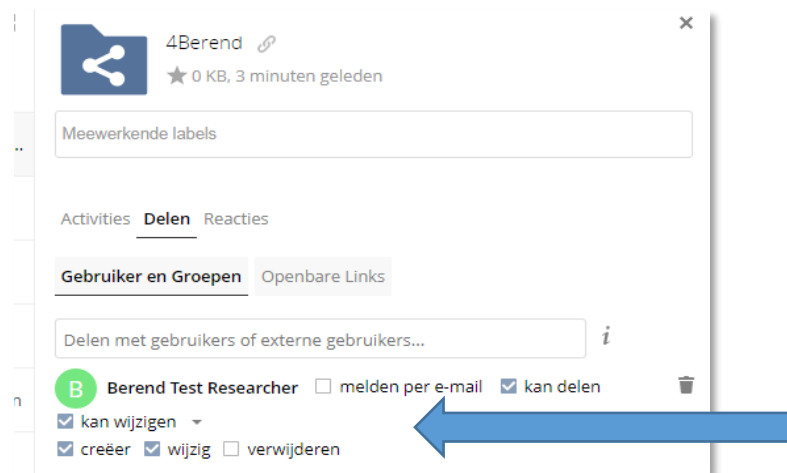 4Berend
0 KB, 3 minuten geleden
Meewerkende labels
..
Activities Delen Reacties
Gebruiker en Groepen Openbare Links
Delen met gebruikers of externe gebruikers...
i
n
B Berend Test Researcher melden per e-mail kan delen
kan wijzigen
creëer wijzig verwijderen